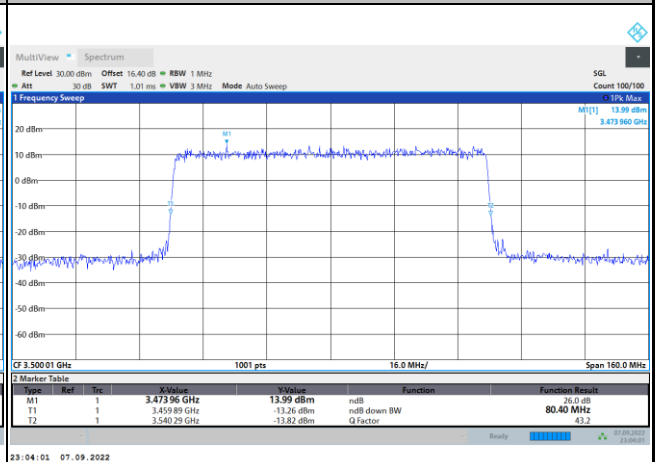 MultiView Spectrum
Ref Level 30.00 dBm Offset 16.40 dB RBW 1 MHz SGL
Att 30 dB SWT 1.01 ms VBW 3 MHz Mode Auto Sweep Count 100/100
1 Frequency Sweep 1Pk Max
M1[1] 13.99 dBm
3.473 960 GHz
20 dBm
M1
10 dBm
0 dBm
-10 dBm
-20 dBm
-30 dBm
-40 dBm
-50 dBm
-60 dBm
CF 3.500 01 GHz 1001 pts 16.0 MHz/ Span 160.0 MHz
2 Marker Table
Type Ref Trc X-Value Y-Value Function Function Result
M1 1 3.473 96 GHz 13.99 dBm ndB 26.0 dB
T1 1 3.459 89 GHz -13.26 dBm ndB down BW 80.40 MHz
T2 1 3.540 29 GHz -13.82 dBm Q Factor 43.2
Ready 07.09.2022
23:04:01
23:04:01 07.09.2022